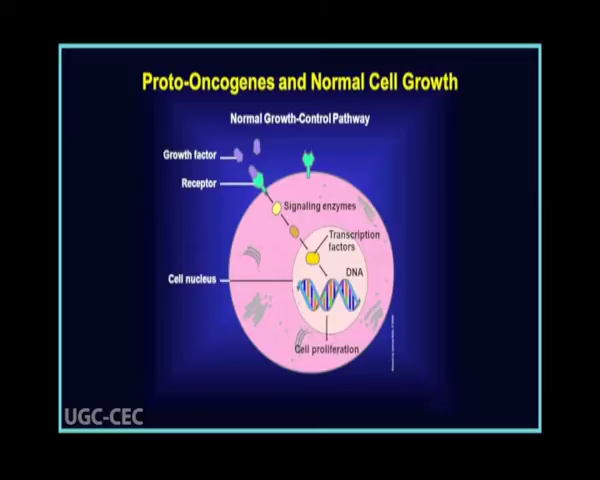 Proto-Oncogenes and Normal Cell Growth
Normal Growth-Control Pathway
Growth factor
Receptor
Signaling enzymes
Transcription
factors
DNA
Cell nucleus
Cell proliferation
UGC-CEC